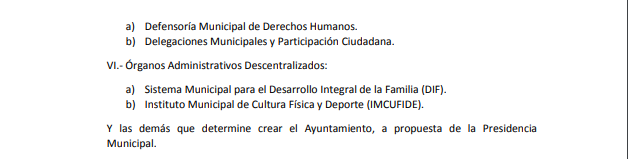 a) Defensoría Municipal de Derechos Humanos.
b) Delegaciones Municipales y Participación Ciudadana.
VI.- Órganos Administrativos Descentralizados:
a) Sistema Municipal para el Desarrollo Integral de la Familia (DIF).
b) Instituto Municipal de Cultura Física y Deporte (IMCUFIDE).
Y las demás que determine crear el Ayuntamiento, a propuesta de la Presidencia
Municipal.